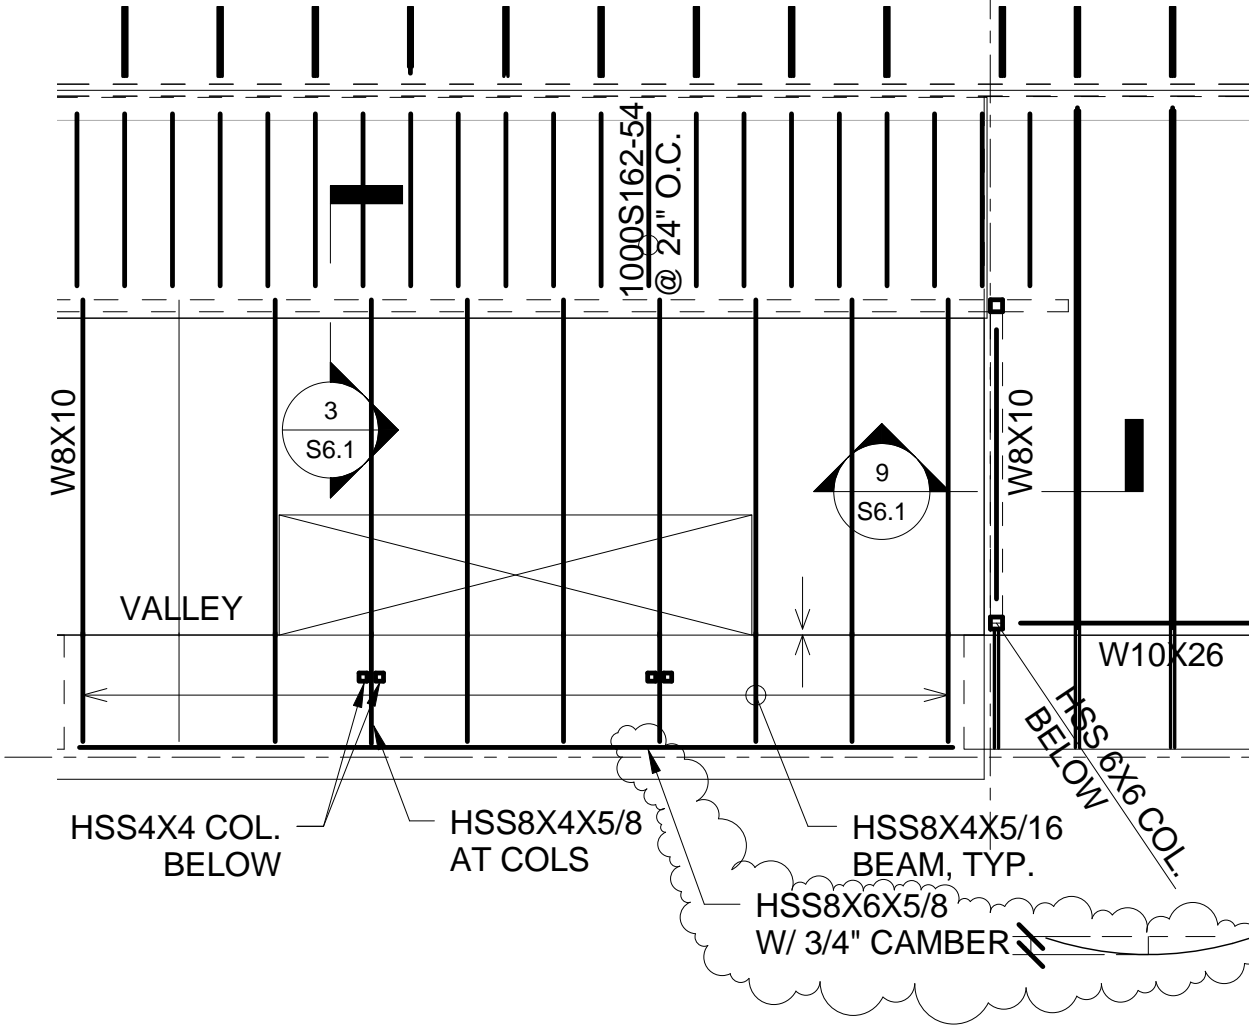 1000S162-54
@ 24" O.C.
W8X10
3
S6.1
9
S6.1
W8X10
VALLEY
W10X26
HSS 6X6 COL.
BELOW
HSS4X4 COL.
BELOW
HSS8X4X5/8
AT COLS
HSS8X4X5/16
BEAM, TYP.
HSS8X6X5/8
W/ 3/4" CAMBER